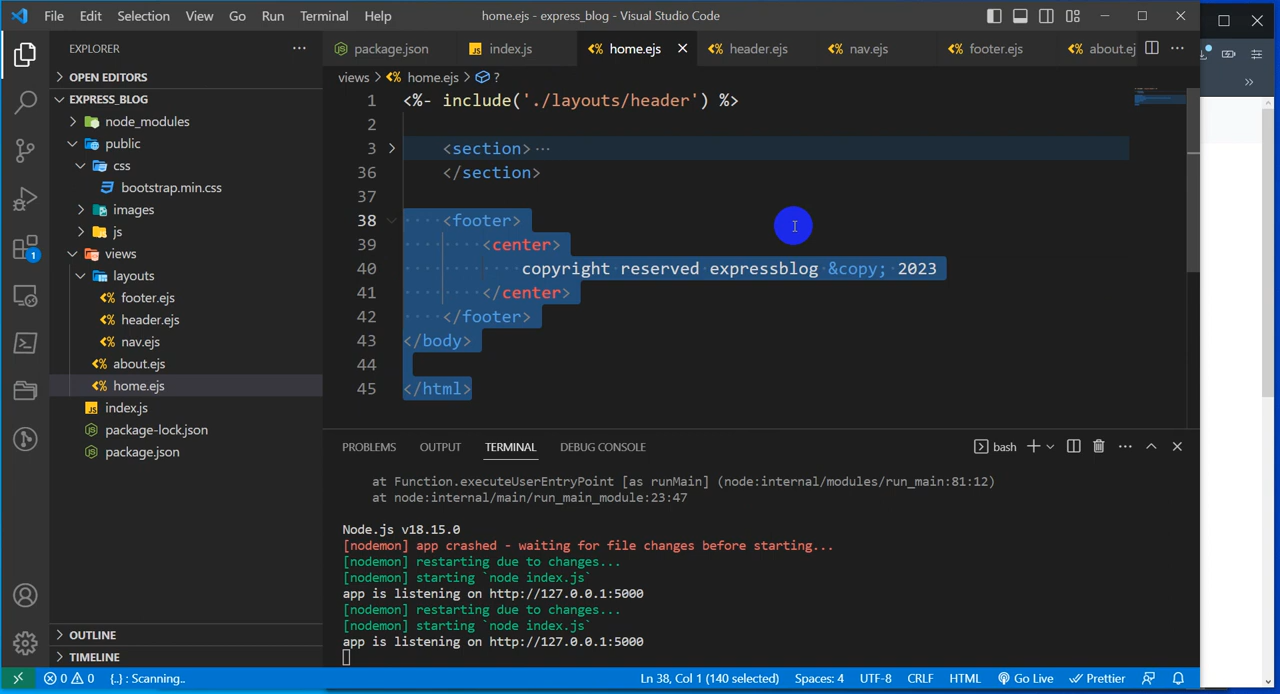 File Edit Selection View Go Run Terminal Help home.ejs - express_blog - Visual Studio Code
EXPLORER
package.json index.js home.ejs header.ejs nav.ejs footer.ejs about.ej
OPEN EDITORS
views > home.ejs > ?
EXPRESS_BLOG
node_modules
public
css
bootstrap.min.css
images
js
views
layouts
footer.ejs
header.ejs
nav.ejs
about.ejs
home.ejs
index.js
package-lock.json
package.json
OUTLINE
TIMELINE
1 <%- include('./layouts/header') %>
2
3 <section>···
36 </section>
37
38 <footer>
39 <center>
40 copyright reserved expressblog &copy; 2023
41 </center>
42 </footer>
43 </body>
44
45 </html>
PROBLEMS OUTPUT TERMINAL DEBUG CONSOLE bash
at Function.executeUserEntryPoint [as runMain] (node:internal/modules/run_main:81:12)
at node:internal/main/run_main_module:23:47
Node.js v18.15.0
[nodemon] app crashed - waiting for file changes before starting...
[nodemon] restarting due to changes...
[nodemon] starting `node index.js`
app is listening on http://127.0.0.1:5000
[nodemon] restarting due to changes...
[nodemon] starting `node index.js`
app is listening on http://127.0.0.1:5000
1
0 0 {..} : Scanning.. Ln 38, Col 1 (140 selected) Spaces: 4 UTF-8 CRLF HTML Go Live Prettier